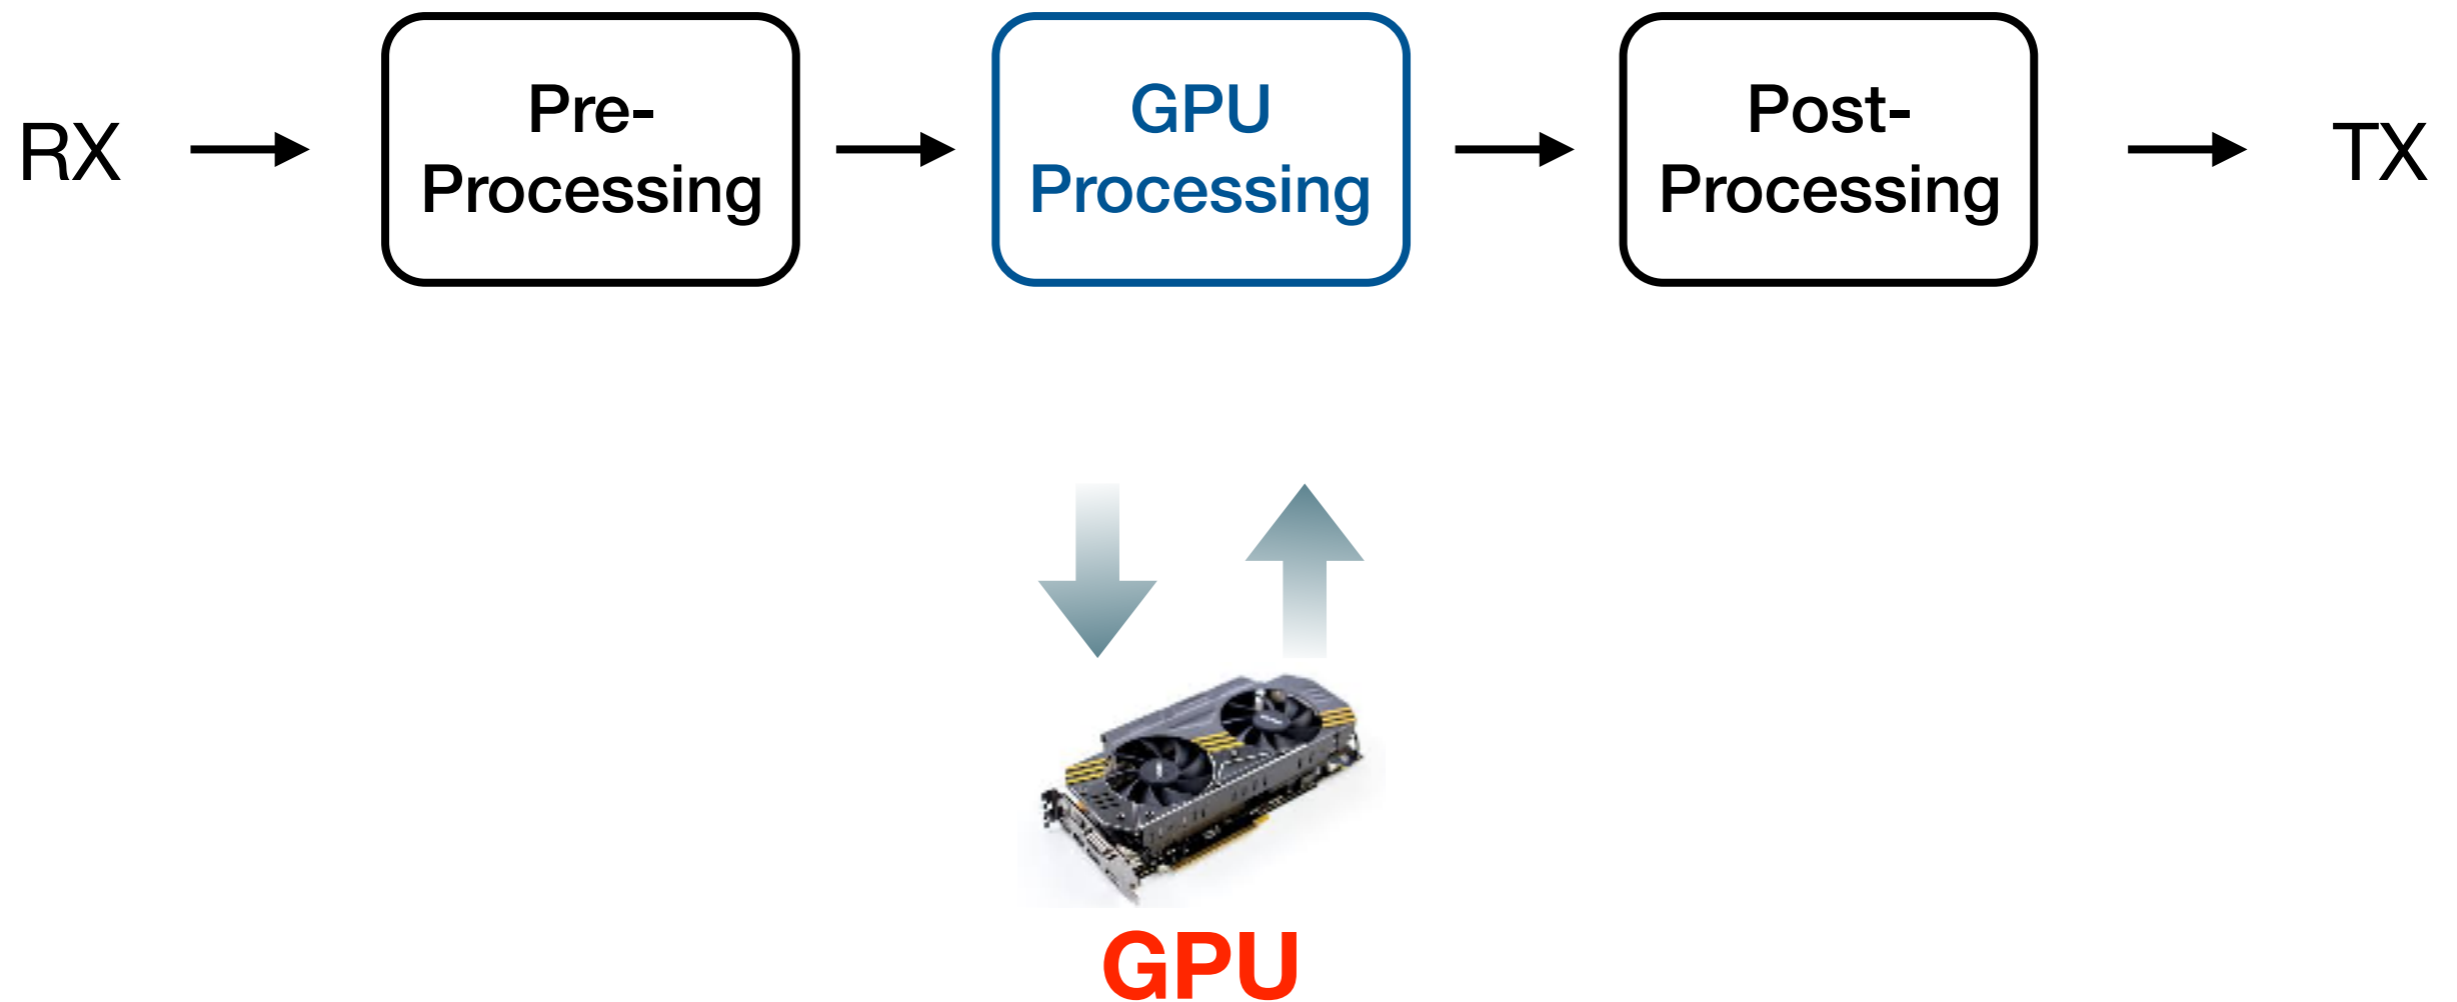 RX
Pre-
Processing
GPU
Processing
Post-
Processing
TX
GPU